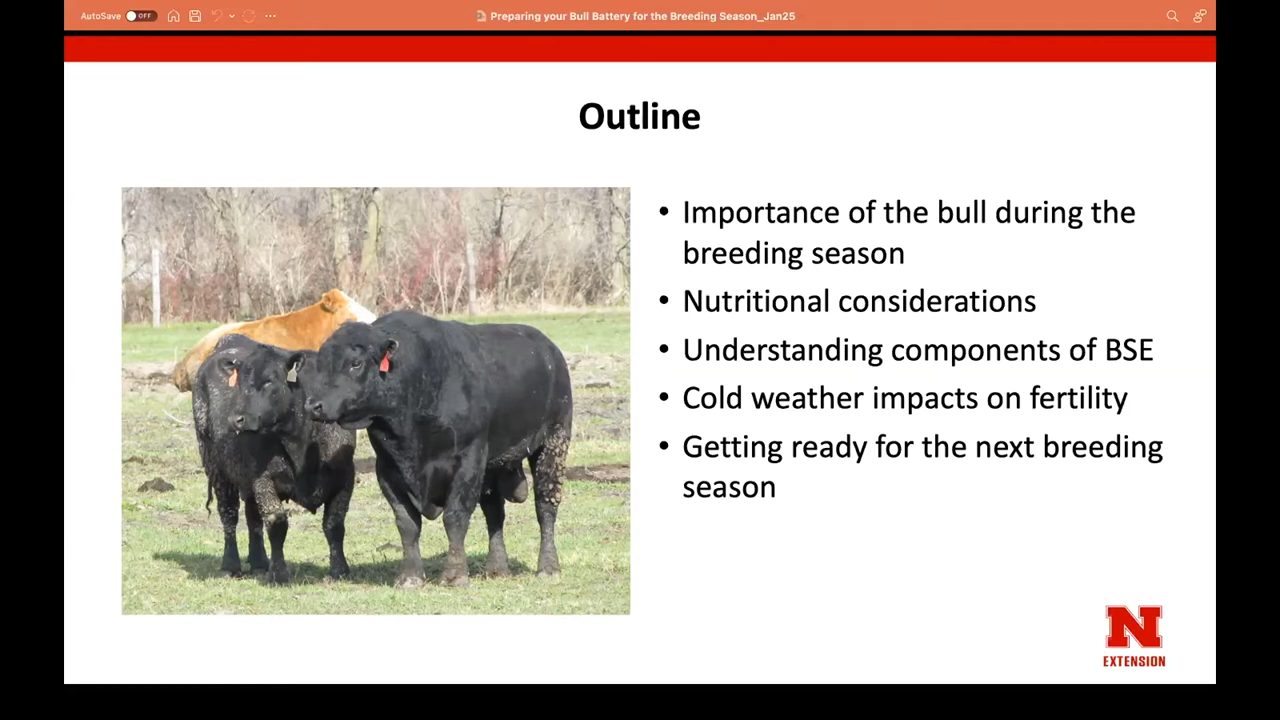 AutoSave OFF
Preparing your Bull Battery for the Breeding Season_Jan25
Outline
• Importance of the bull during the
breeding season
• Nutritional considerations
• Understanding components of BSE
• Cold weather impacts on fertility
• Getting ready for the next breeding
season
N
EXTENSION